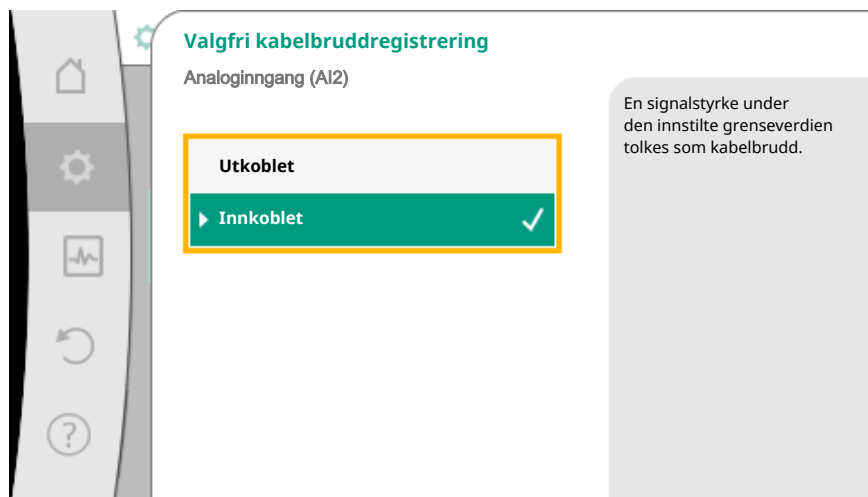 Valgfri kabelbruddregistrering
Analoginngang (AI2)
Utkoblet
Innkoblet
En signalstyrke under
den innstilte grenseverdien
tolkes som kabelbrudd.
?